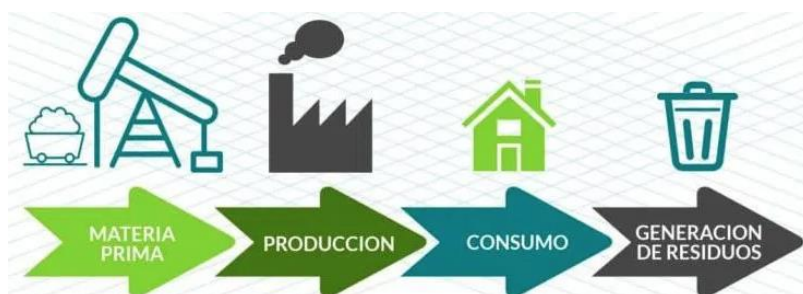 MATERIA
PRIMA
PRODUCCION
CONSUMO
GENERACION
DE RESIDUOS